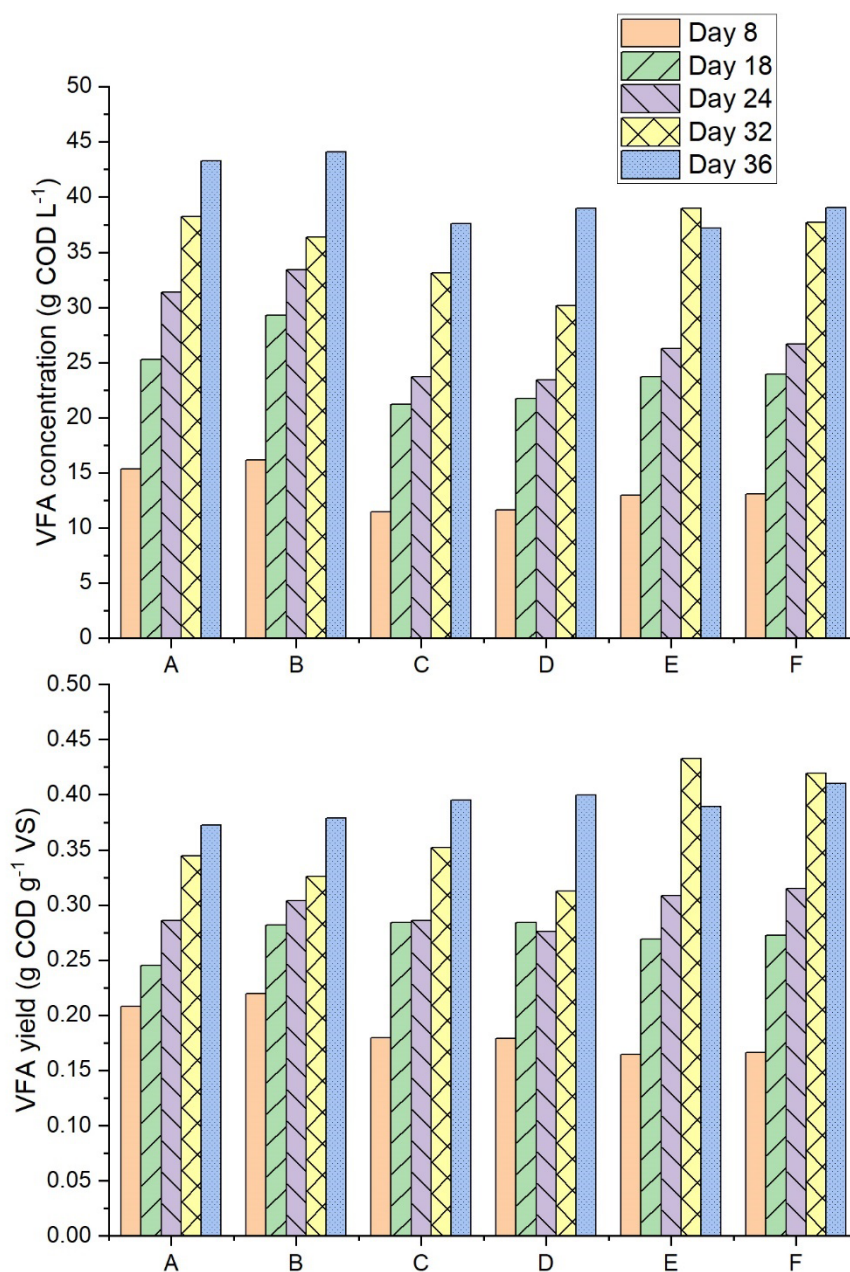 Day 8
Day 18
Day 24
Day 32
Day 36
VFA concentration (g COD L⁻¹)
50
45
40
35
30
25
20
15
10
5
0
A B C D E F
VFA yield (g COD g⁻¹ VS)
0.50
0.45
0.40
0.35
0.30
0.25
0.20
0.15
0.10
0.05
0.00
A B C D E F